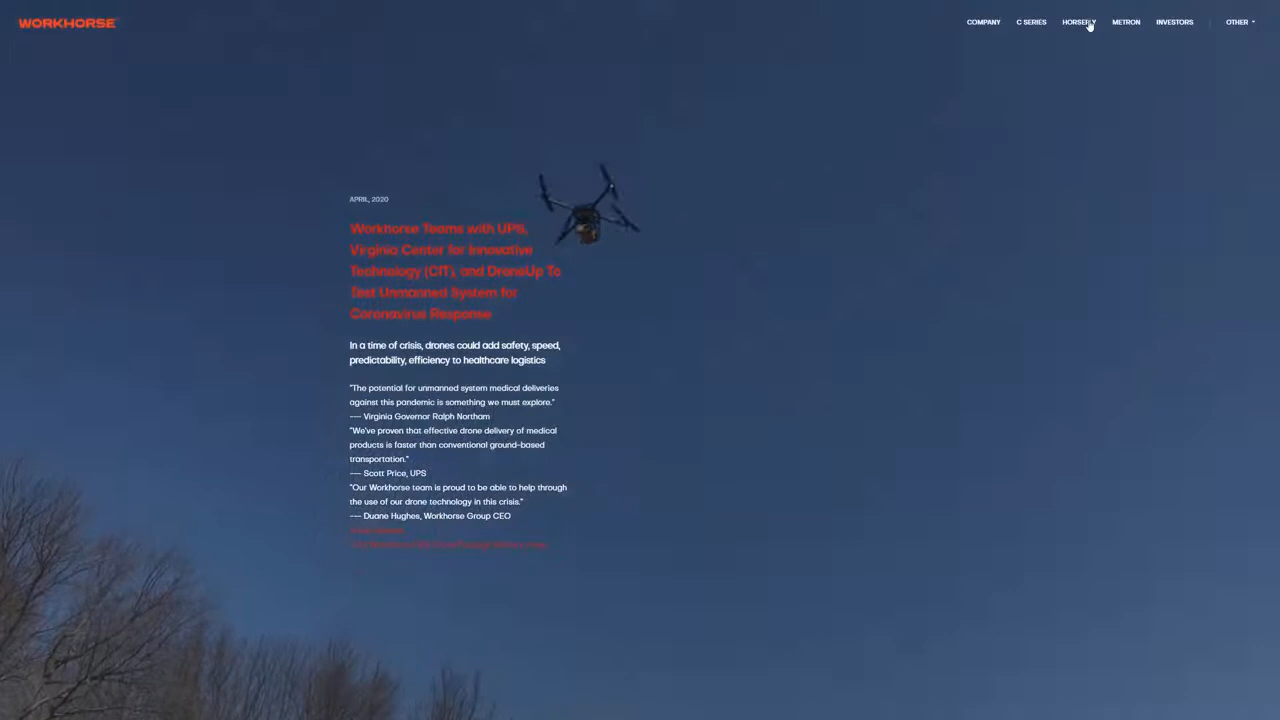 WORKHORSE
COMPANY
C SERIES
HORSEFLY
METRON
INVESTORS
OTHER
APRIL, 2020
Workhorse Teams with UPS,
Virginia Center for Innovative
Technology (CIT), and DroneUp To
Test Unmanned System for
Coronavirus Response
In a time of crisis, drones could add safety, speed,
predictability, efficiency to healthcare logistics
"The potential for unmanned system medical deliveries
against this pandemic is something we must explore."
—— Virginia Governor Ralph Northam
"We've proven that effective drone delivery of medical
products is faster than conventional ground-based
transportation."
—— Scott Price, UPS
"Our Workhorse team is proud to be able to help through
the use of our drone technology in this crisis."
—— Duane Hughes, Workhorse Group CEO